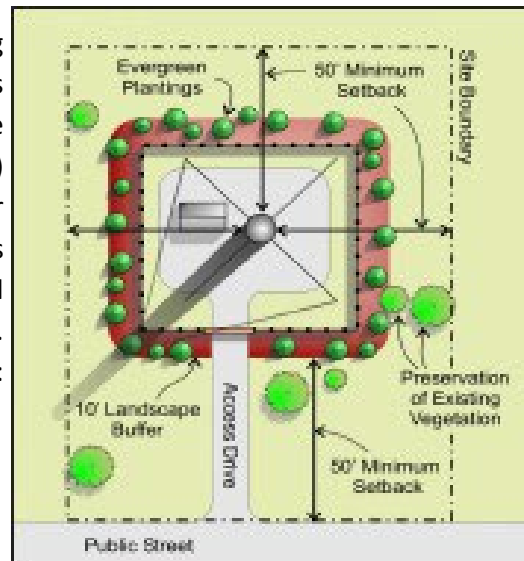 g
s
e
)
r
s
d
.
:
Evergreen
Plantings
50' Minimum
Setback
Site Boundary
10' Landscape
Buffer
Access Drive
Preservation
of Existing
Vegetation
50' Minimum
Setback
Public Street